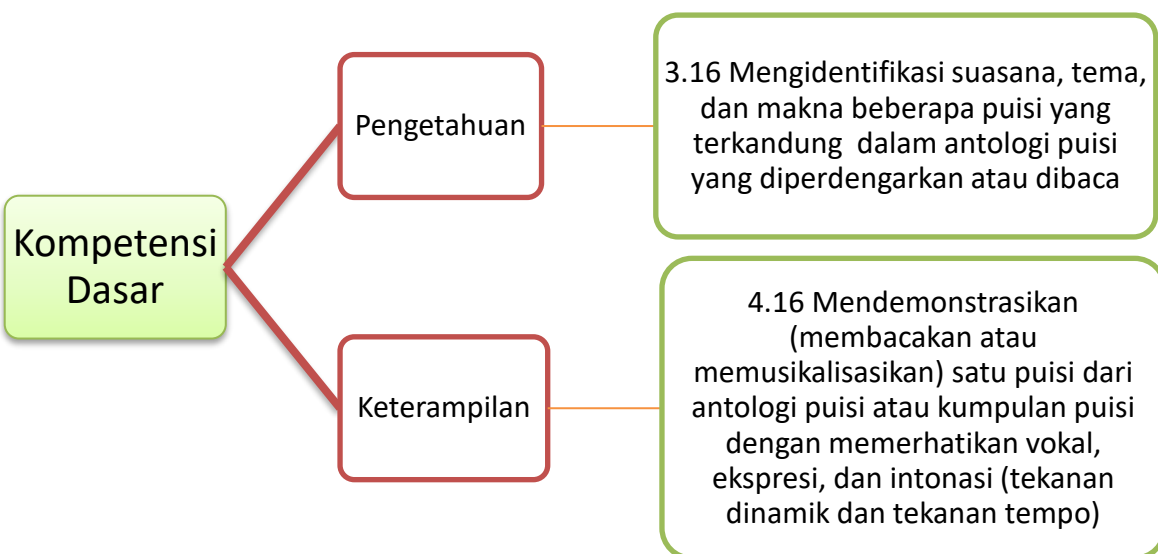 Kompetensi
Dasar
Pengetahuan
3.16 Mengidentifikasi suasana, tema,
dan makna beberapa puisi yang
terkandung dalam antologi puisi
yang diperdengarkan atau dibaca
Keterampilan
4.16 Mendemonstrasikan
(membacakan atau
memusikalisasikan) satu puisi dari
antologi puisi atau kumpulan puisi
dengan memerhatikan vokal,
ekspresi, dan intonasi (tekanan
dinamik dan tekanan tempo)